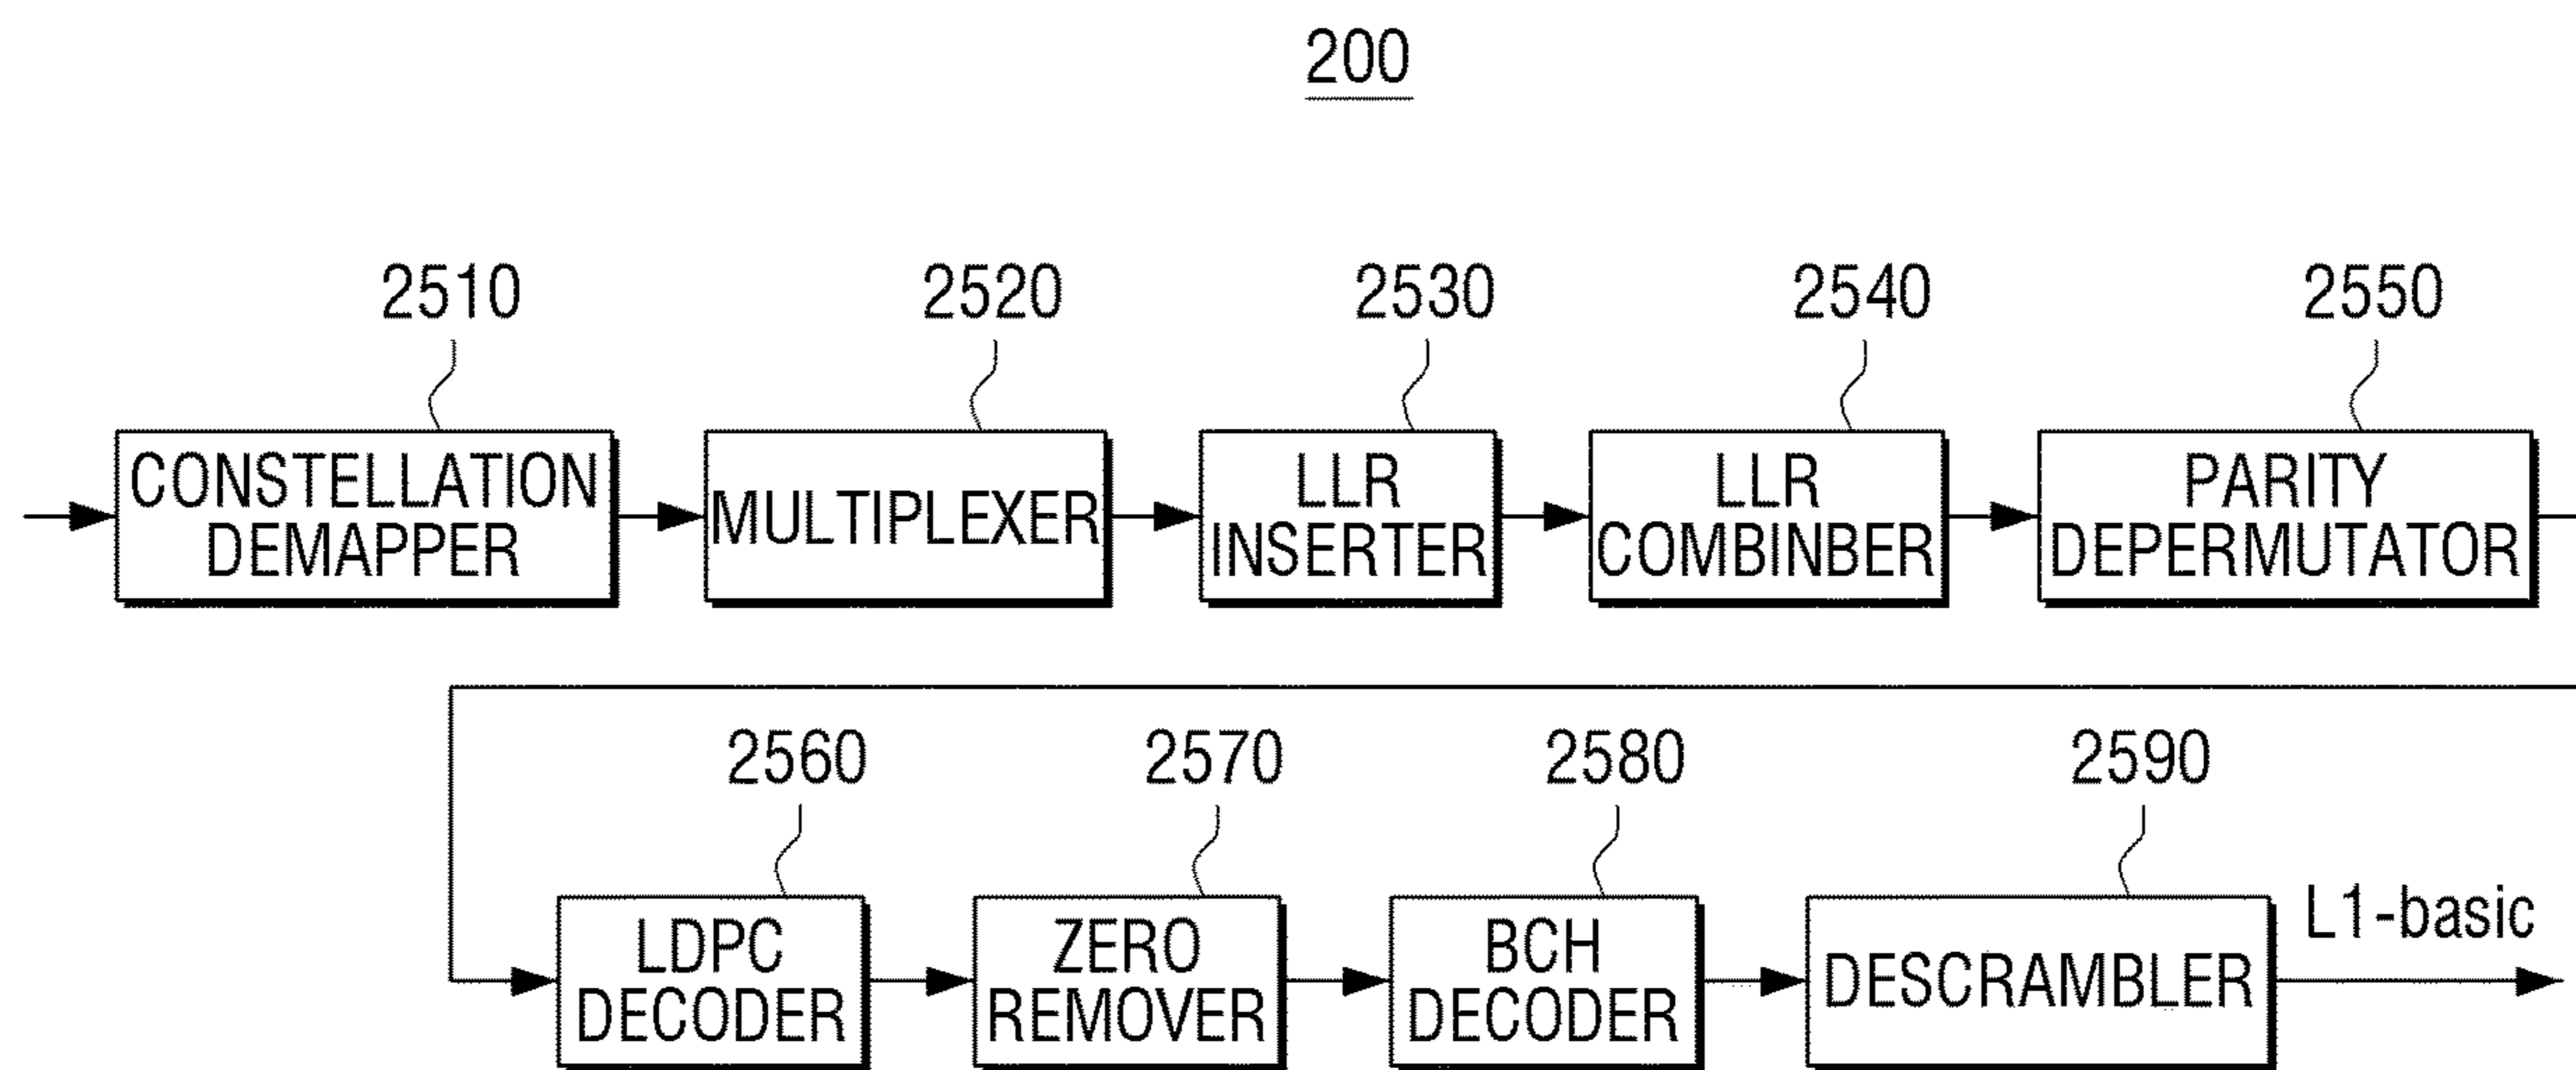 200
2510
2520
2530
2540
2550
CONSTELLATION
DEMAPPER
MULTIPLEXER
LLR
INSERTER
LLR
COMBINBER
PARITY
DEPERMUTATOR
2560
2570
2580
2590
LDPC
DECODER
ZERO
REMOVER
BCH
DECODER
DESCRAMBLER
L1-basic